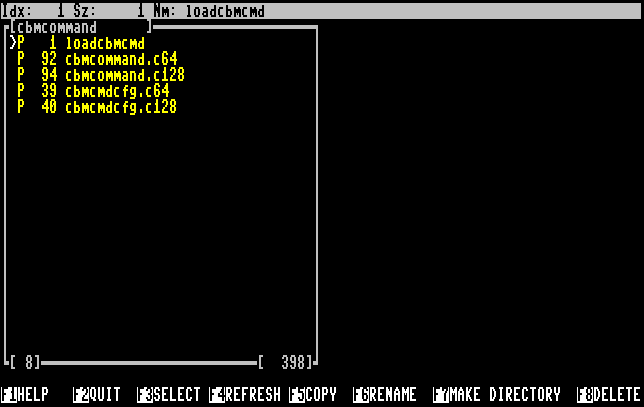 Idx:   1 Sz:     1 Nm: loadcbmcmd
[cbmcommand      ]
>P   1 loadcbmcmd
P  92 cbmcommand.c64
P  94 cbmcommand.c128
P  39 cbmcmdcfg.c64
P  40 cbmcmdcfg.c128
[ 8] [  398]
F1HELP F2QUIT F3SELECT F4REFRESH F5COPY F6RENAME F7MAKE DIRECTORY F8DELETE